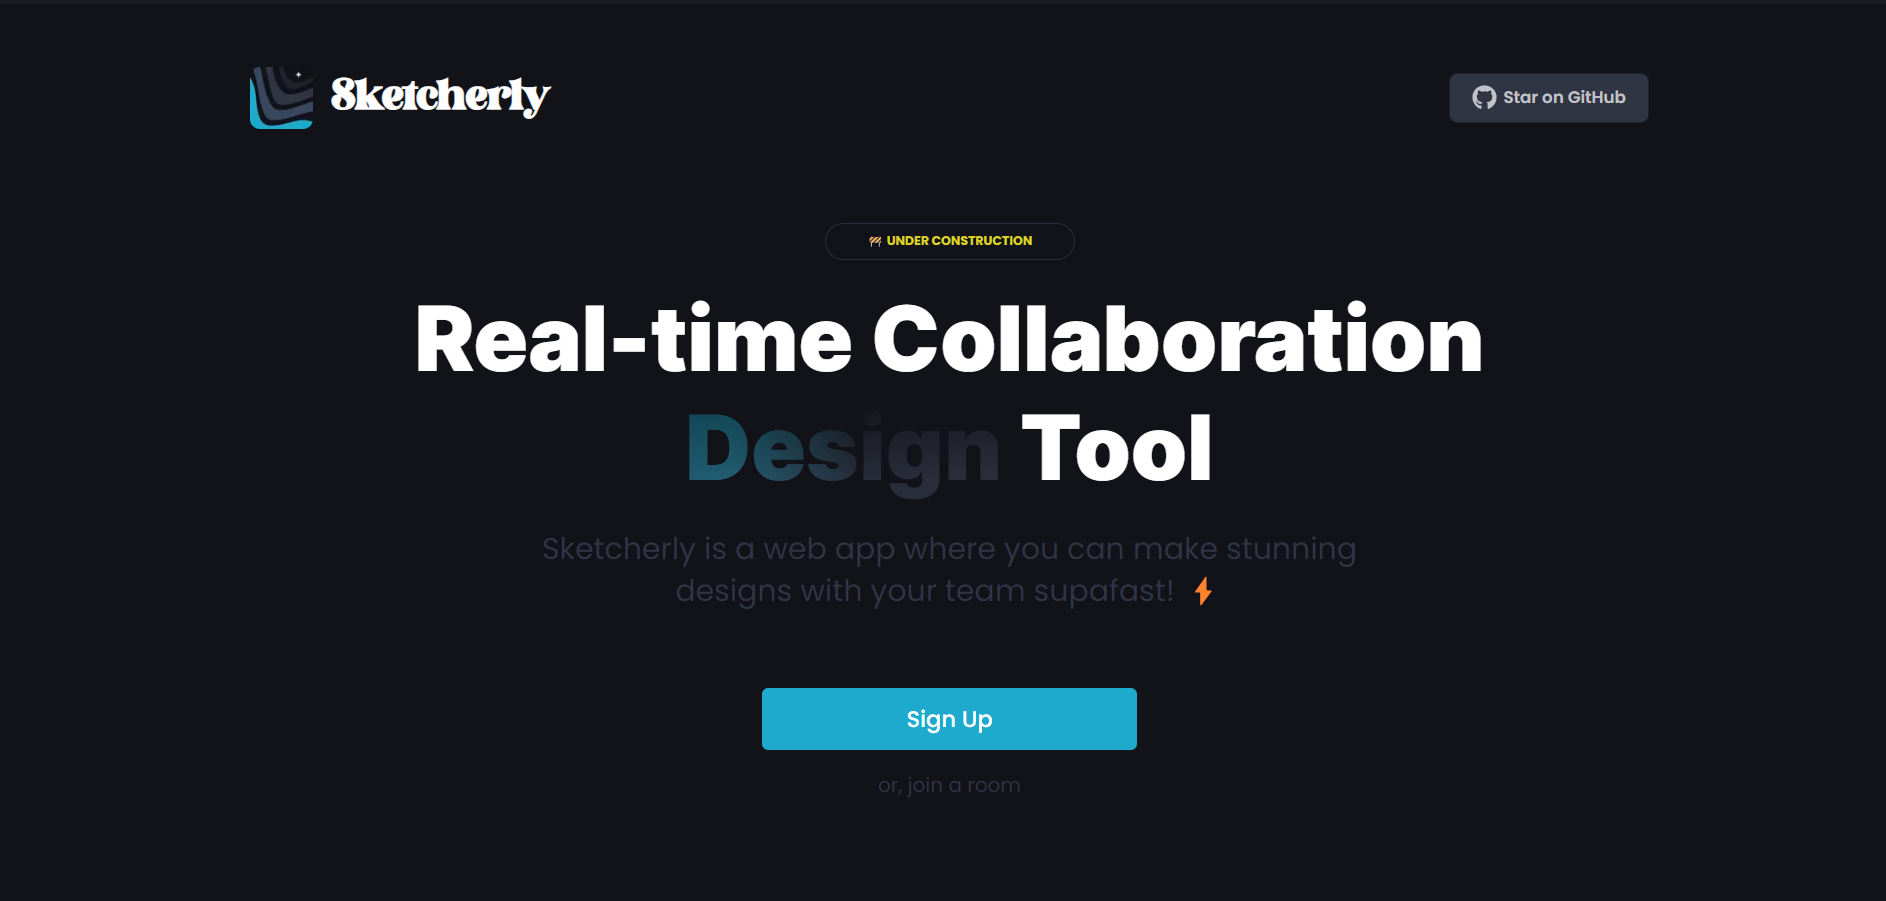 Sketcherly
Star on GitHub
🚧 UNDER CONSTRUCTION
Real-time Collaboration
Design Tool
Sketcherly is a web app where you can make stunning
designs with your team supafast! ⚡
Sign Up
or, join a room